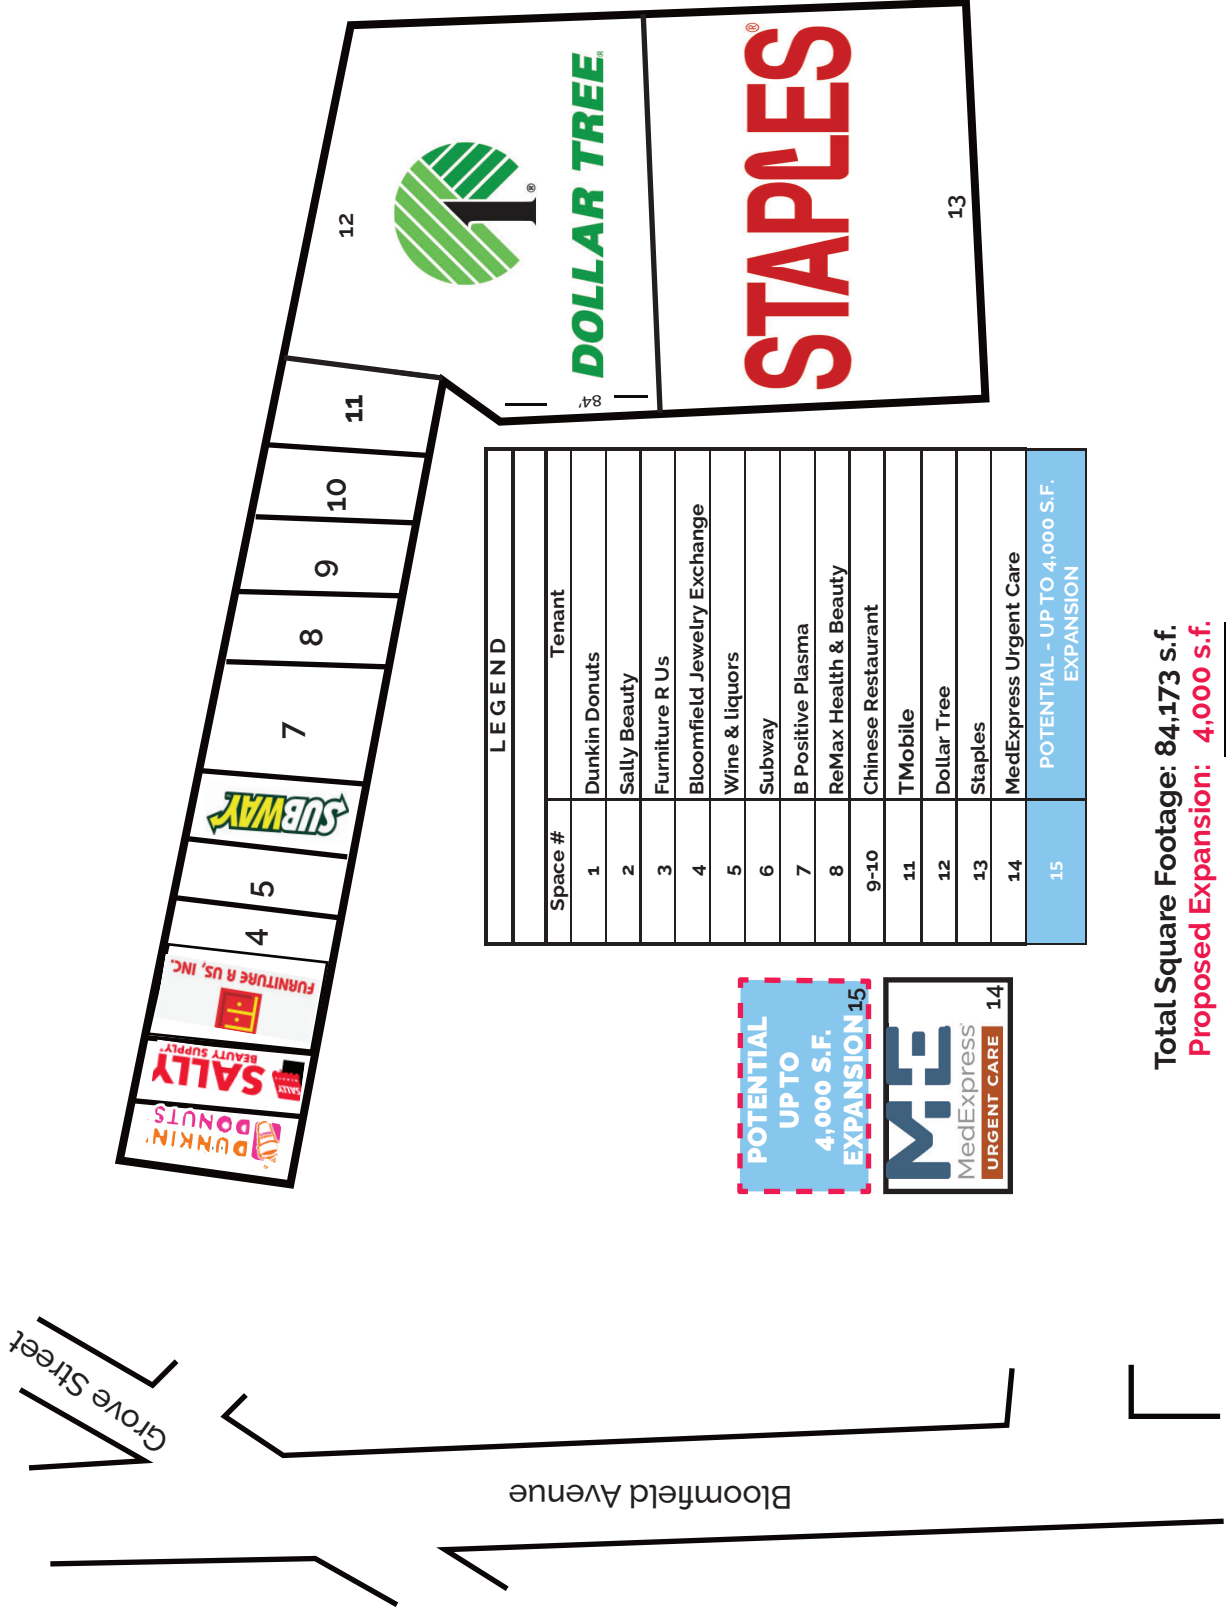 12
1®
DOLLAR TREE
84'
STAPLES®
13
11
10
9
8
7
SUBWAY
5
4
FURNITURE R US, INC.
SALLY
BEAUTY SUPPLY
SALLY
DUNKIN'
DONUTS
LEGEND
Space # Tenant
1 Dunkin Donuts
2 Sally Beauty
3 Furniture R Us
4 Bloomfield Jewelry Exchange
5 Wine & liquors
6 Subway
7 B Positive Plasma
8 ReMax Health & Beauty
9-10 Chinese Restaurant
11 TMobile
12 Dollar Tree
13 Staples
14 MedExpress Urgent Care
15 POTENTIAL - UP TO 4,000 S.F.
EXPANSION
POTENTIAL
UP TO
4,000 S.F.
EXPANSION
15
ME
MedExpress
URGENT CARE
14
Total Square Footage: 84,173 s.f.
Proposed Expansion: 4,000 s.f.
Grove Street
Bloomfield Avenue